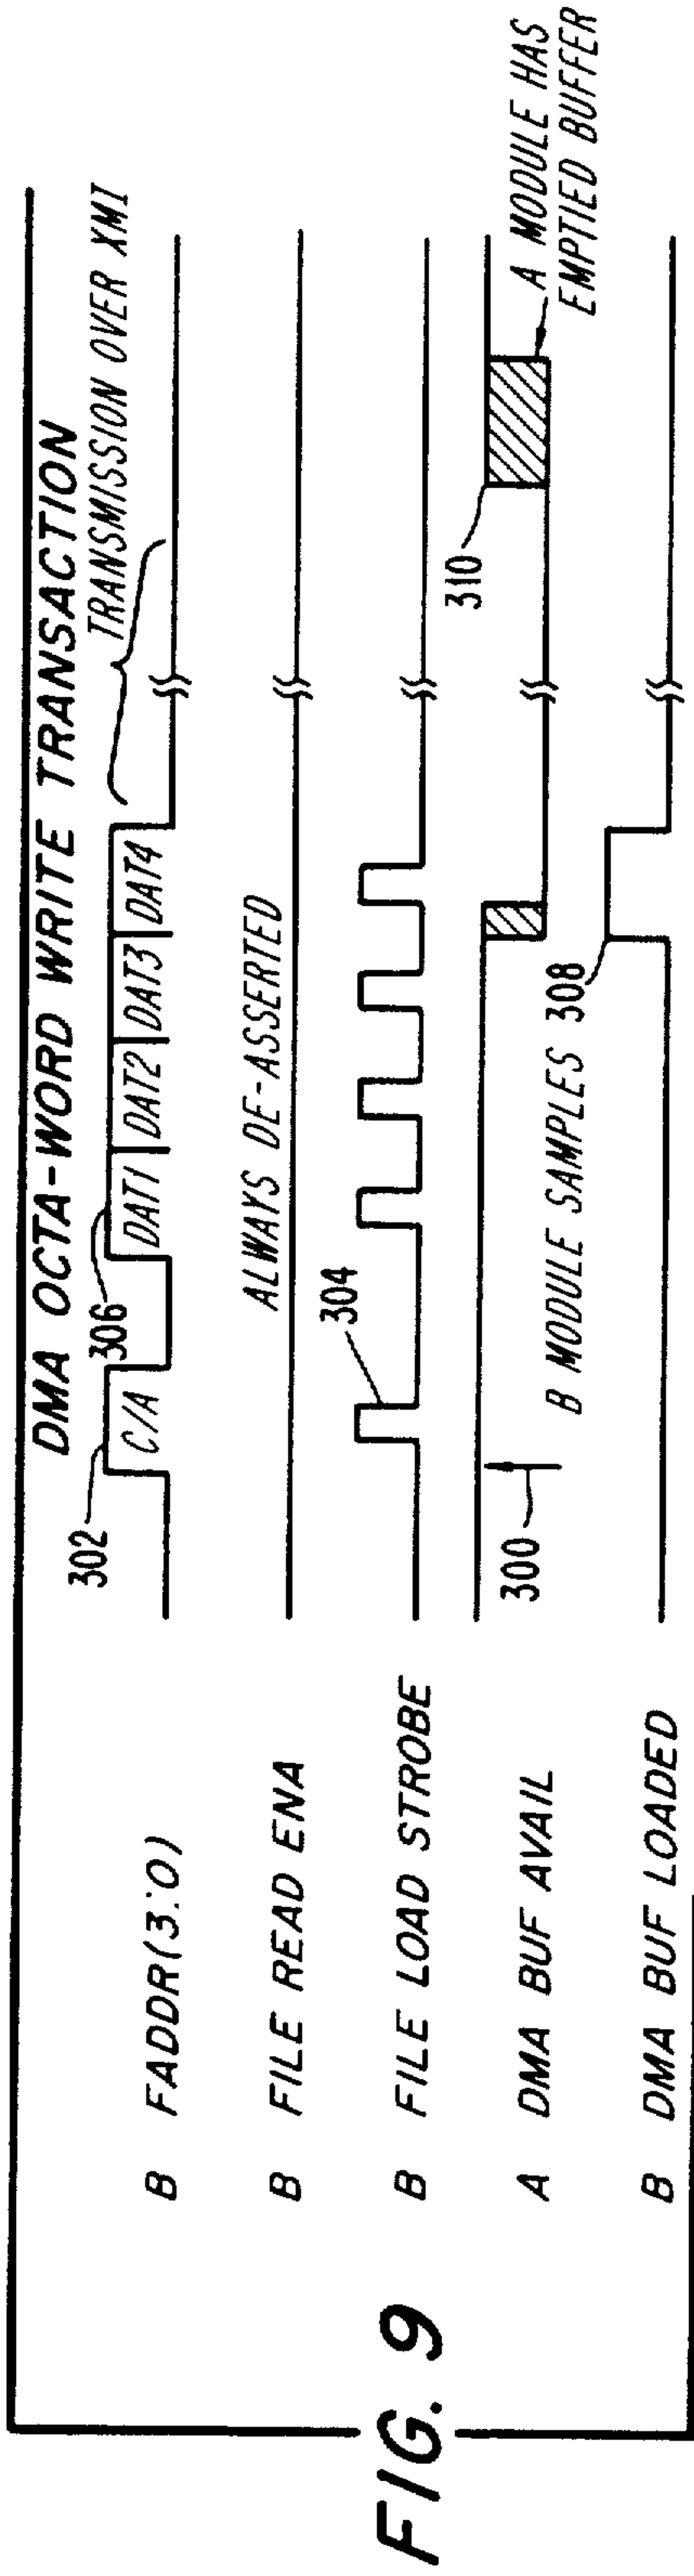 DMA OCTA-WORD WRITE TRANSACTION
TRANSMISSION OVER XMI
302
306
B FADDR(3:0)
C/A
DAT1
DAT2
DAT3
DAT4
B FILE READ ENA
ALWAYS DE-ASSERTED
304
B FILE LOAD STROBE
310
A DMA BUF AVAIL
300
B MODULE SAMPLES
A MODULE HAS
EMPTIED BUFFER
308
B DMA BUF LOADED
FIG. 9